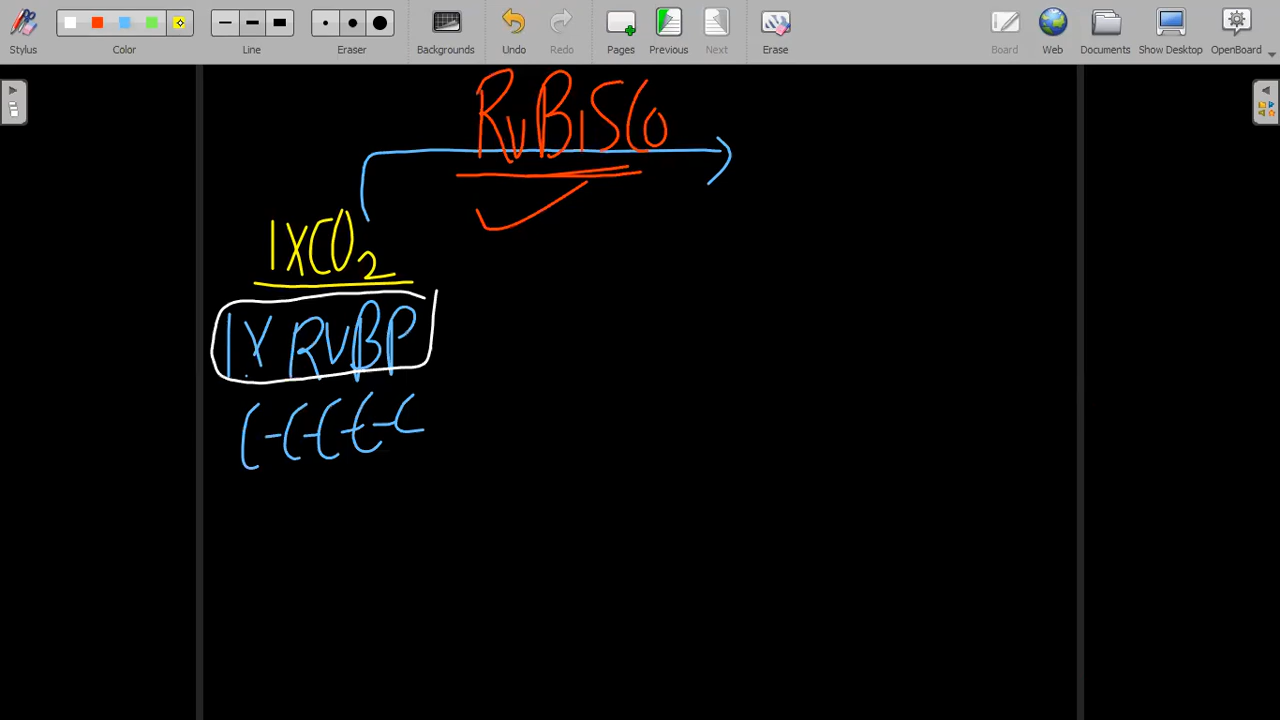 Stylus
Color
Line
Eraser
Backgrounds
Undo
Redo
Pages
Previous
Next
Erase
Board
Web
Documents
Show Desktop
OpenBoard
RuBisCo
1XCO2
1X RuBP
C-C-C-C-C